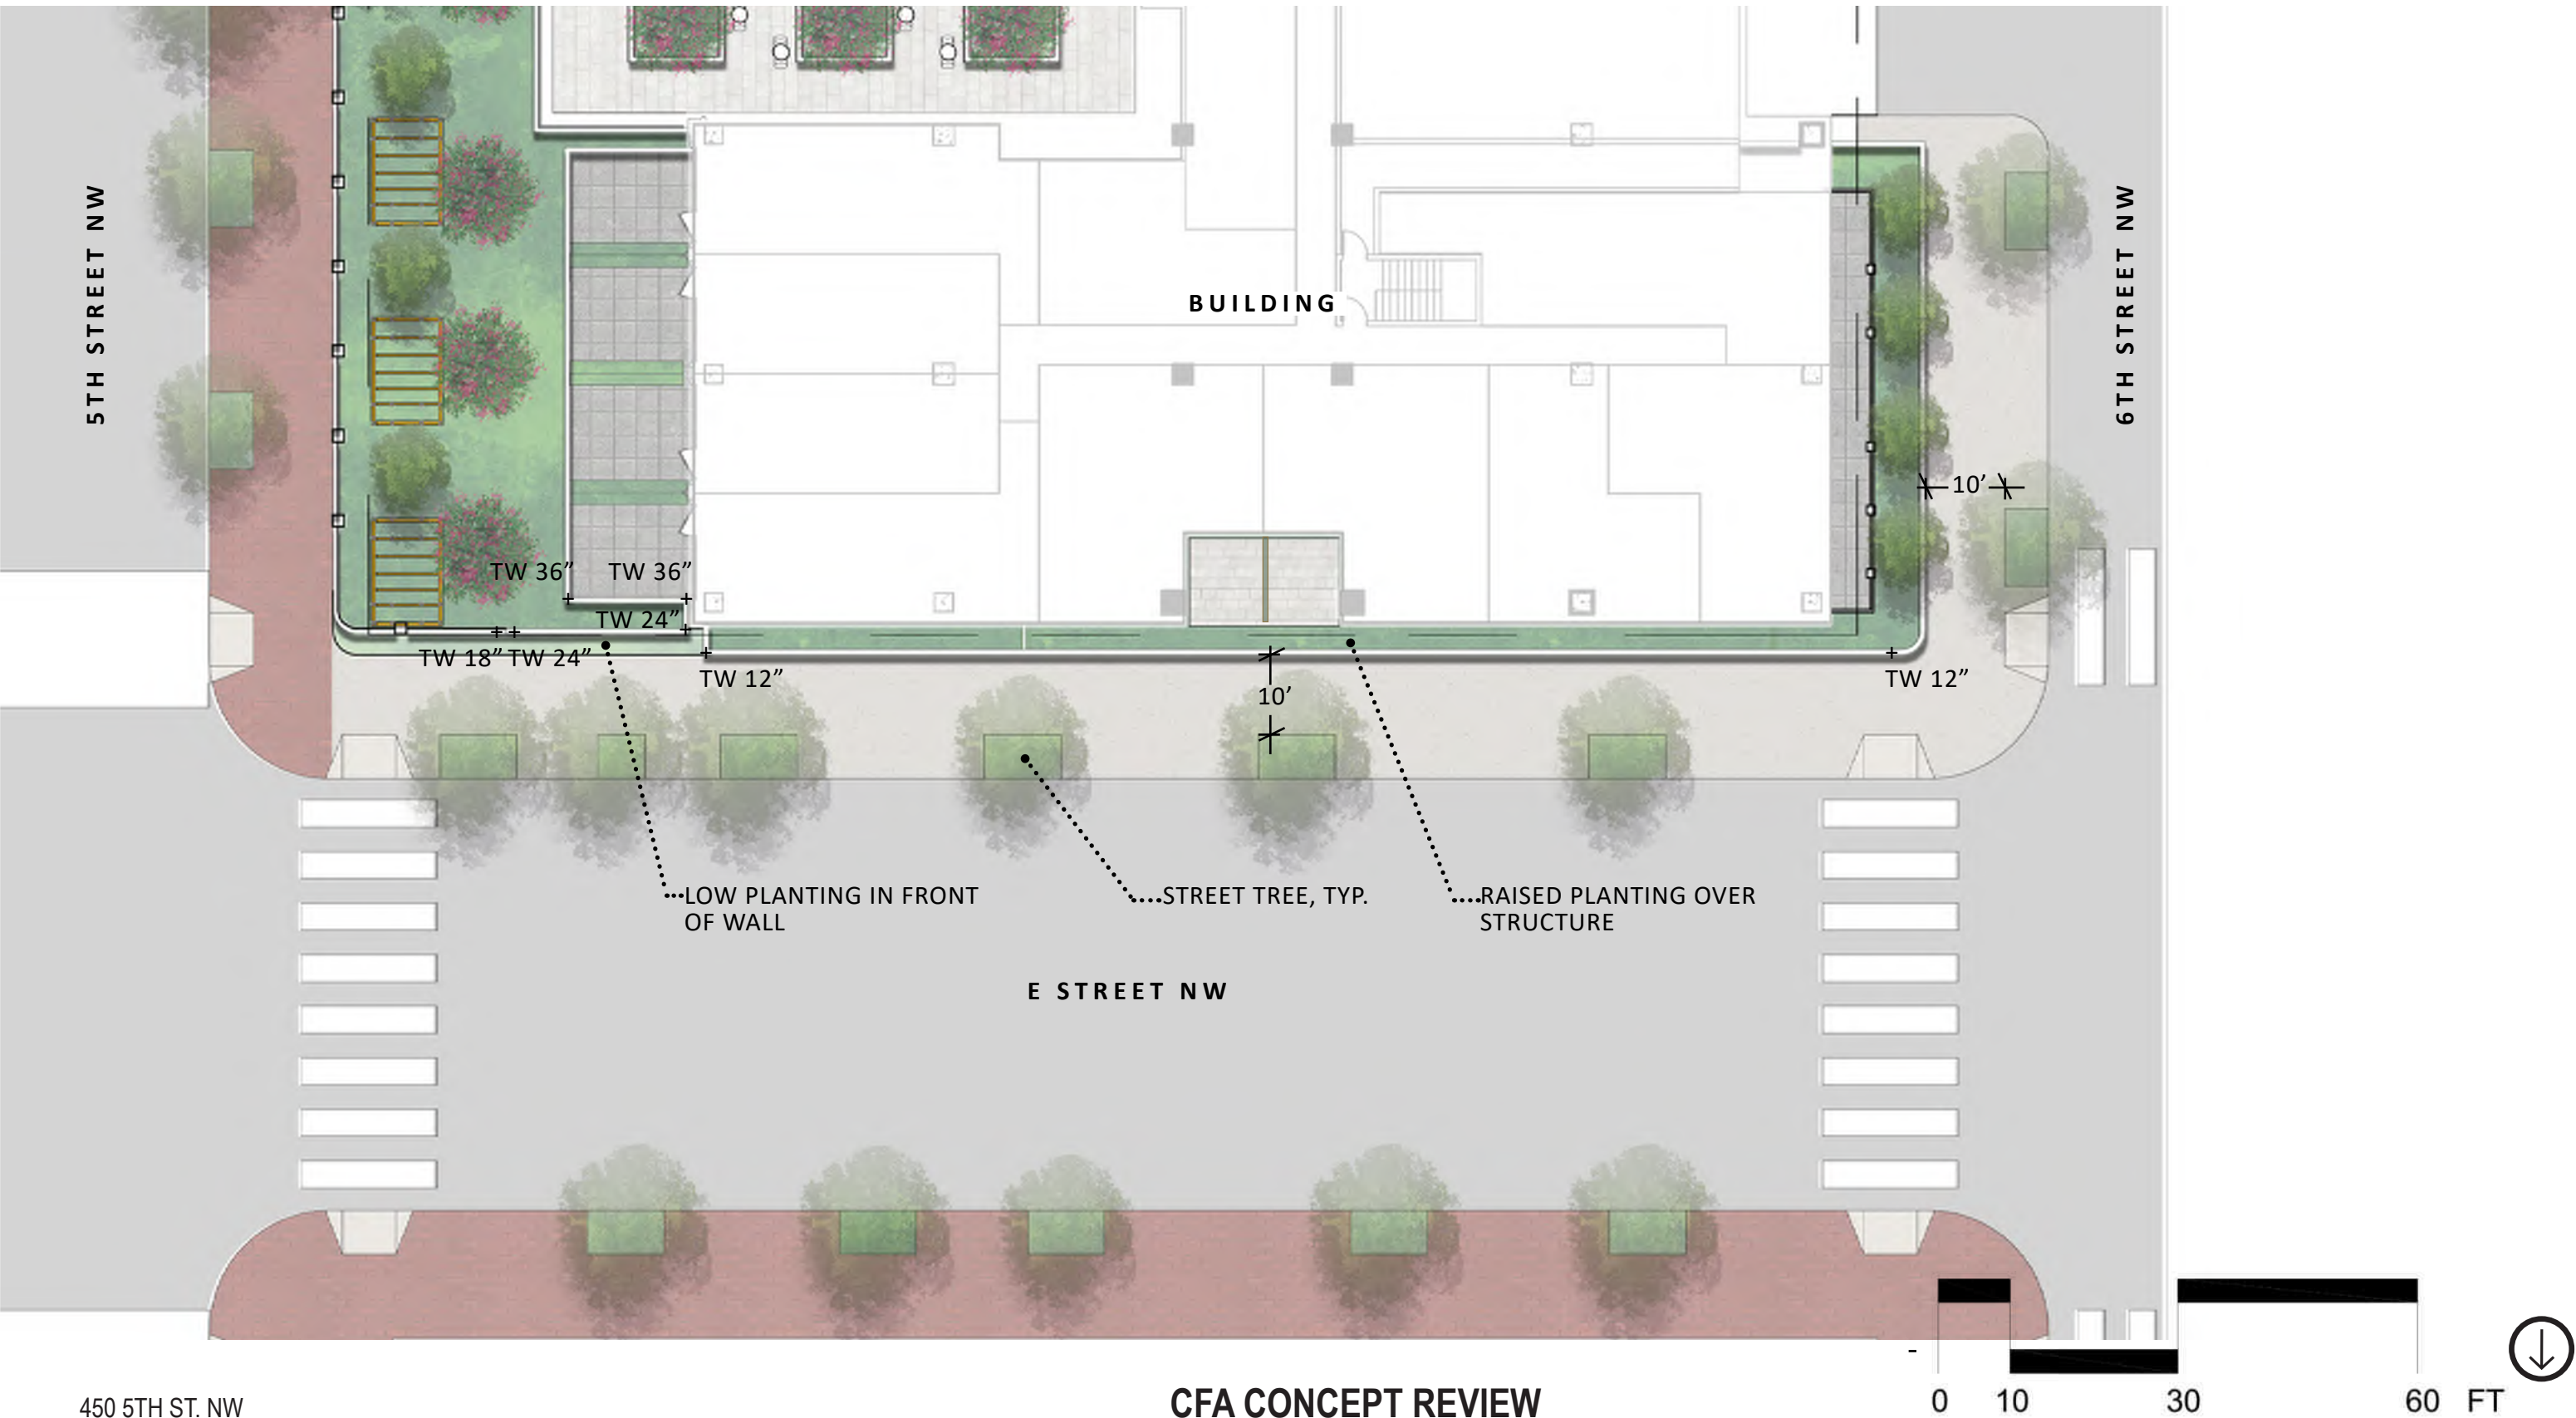 5TH STREET NW
6TH STREET NW
BUILDING
10’
TW 36” TW 36”
TW 24”
TW 18” TW 24”
TW 12”
TW 12”
10’
LOW PLANTING IN FRONT
OF WALL
STREET TREE, TYP.
RAISED PLANTING OVER
STRUCTURE
E STREET NW
-
0 10 30 60 FT
450 5TH ST. NW
CFA CONCEPT REVIEW